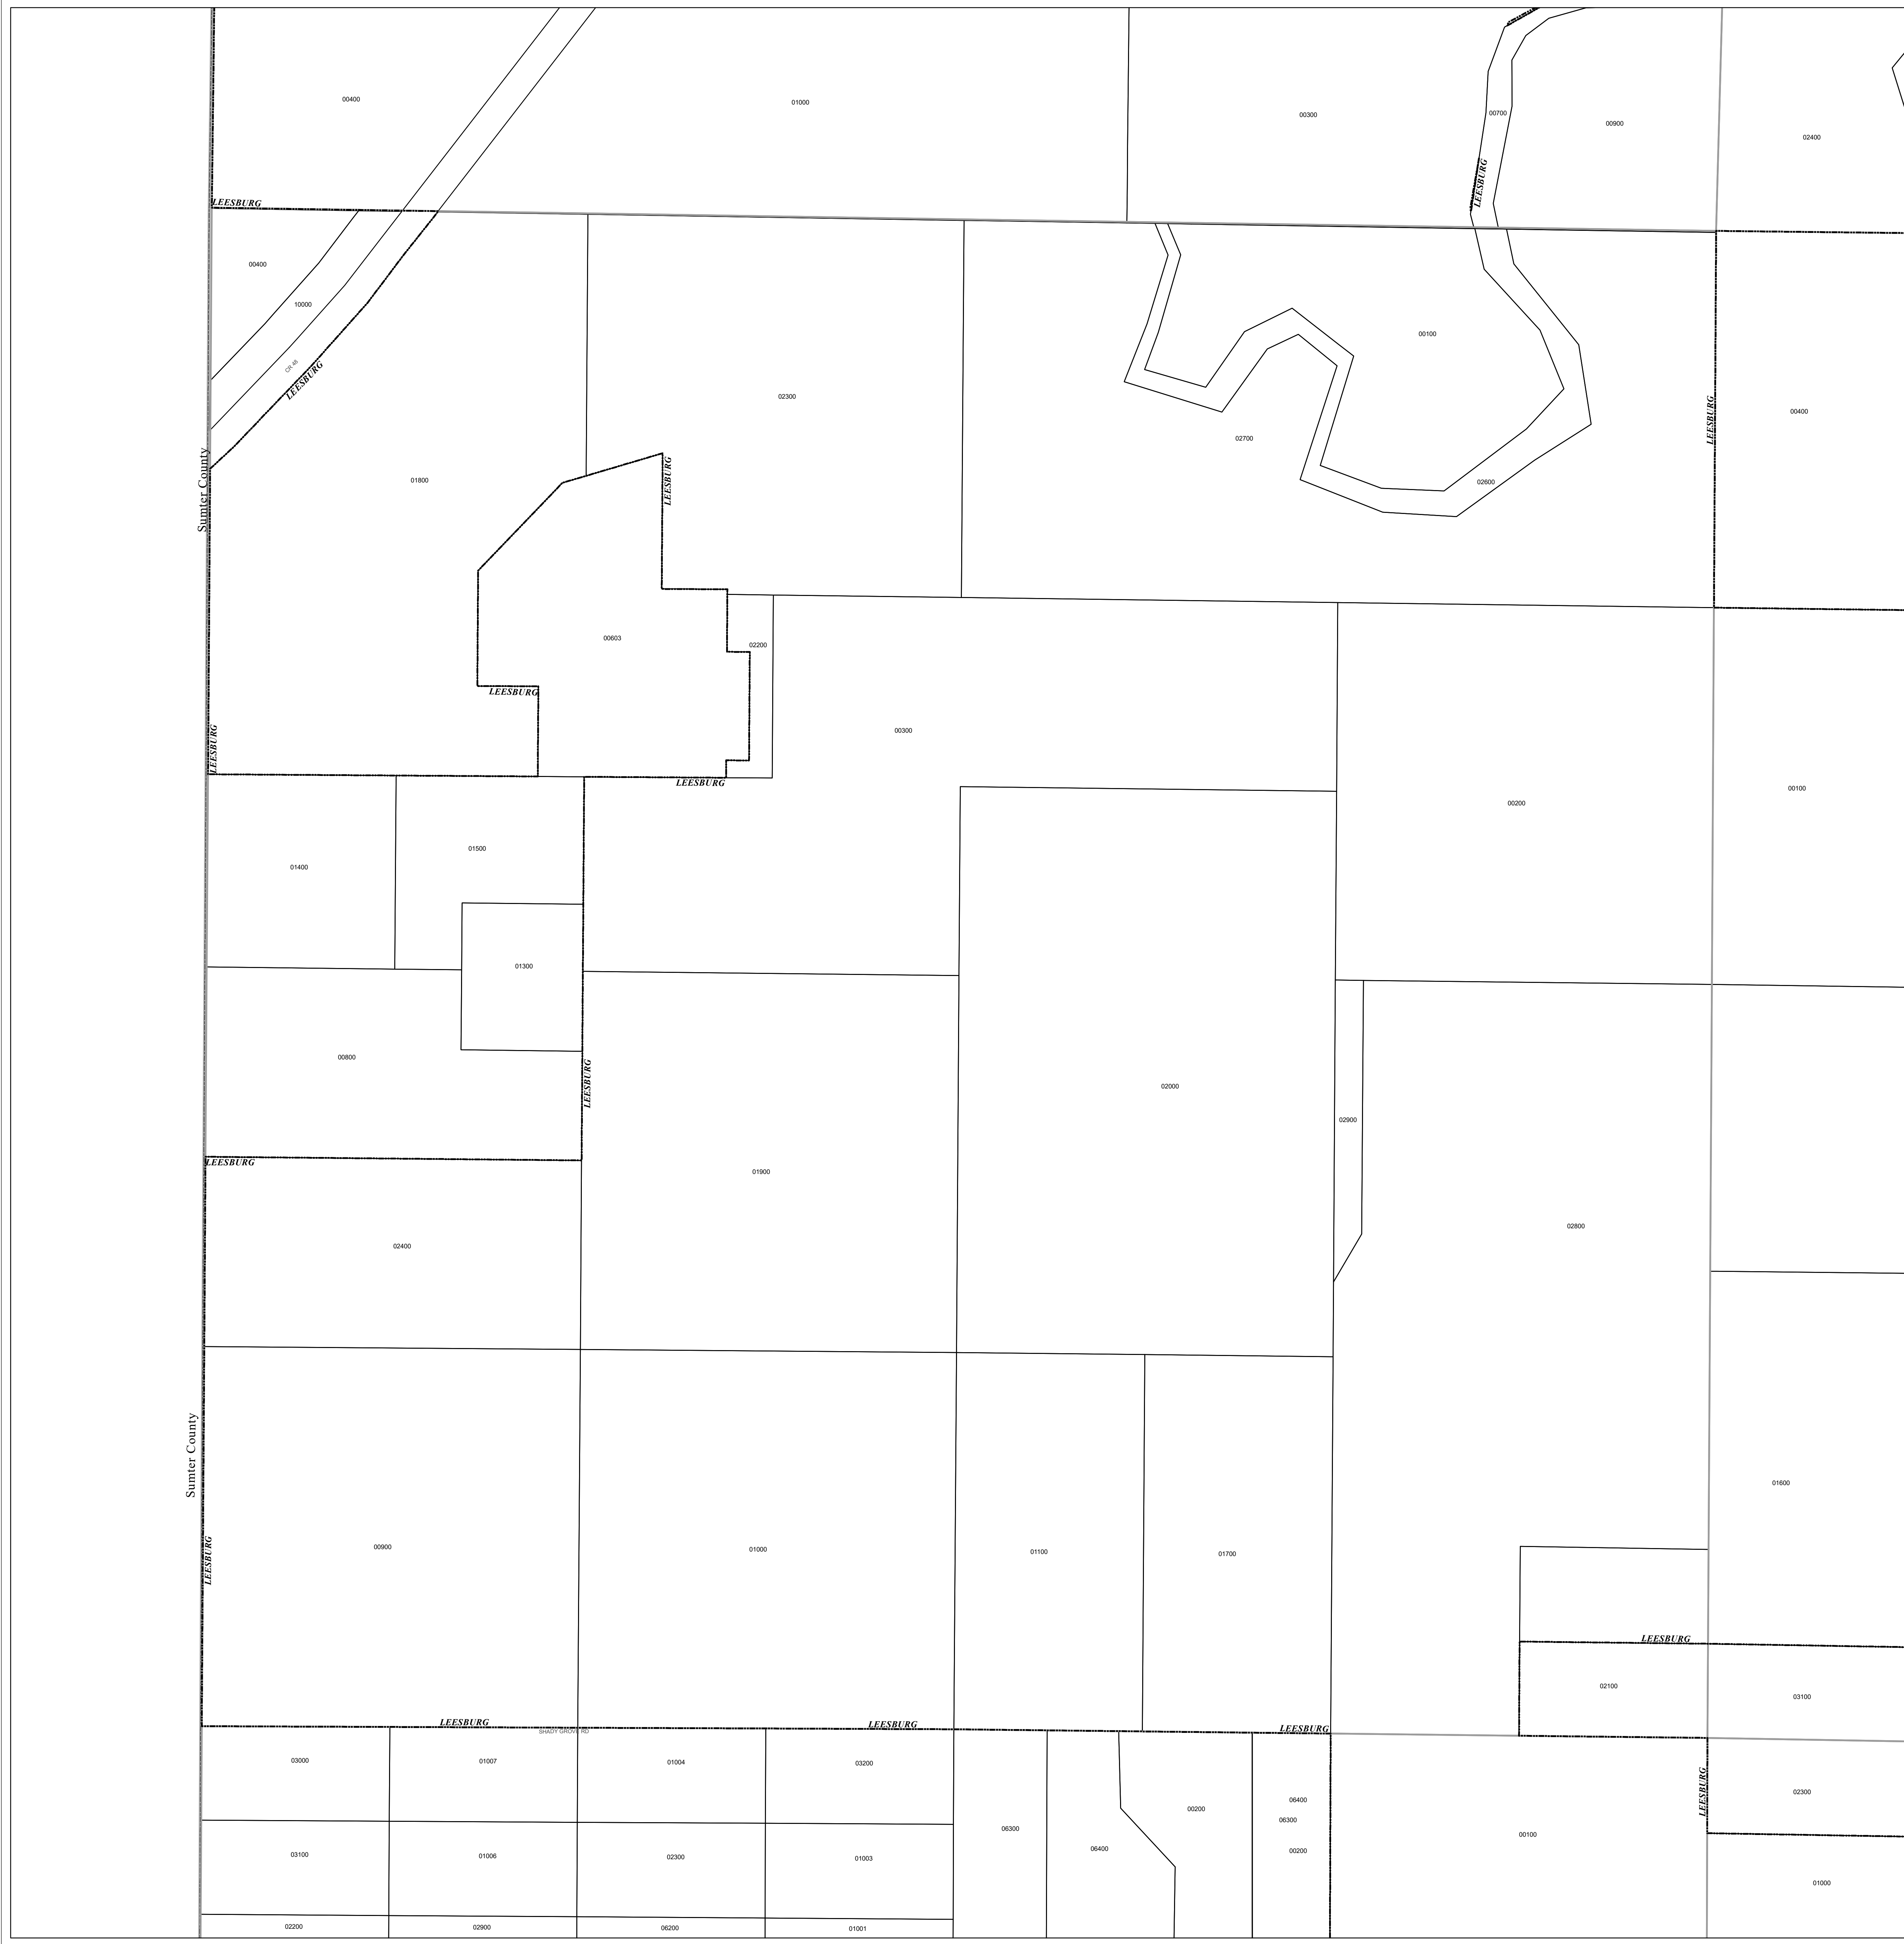 00400
01000
00300
00700
00900
02400
LEESBURG
LEESBURG
00400
10000
CR 48
LEESBURG
00100
02300
00400
LEESBURG
02700
LEESBURG
01800
02600
Sumter County
00603
02200
LEESBURG
00300
LEESBURG
LEESBURG
00100
00200
01500
01400
01300
00800
LEESBURG
02000
02900
LEESBURG
01900
02800
02400
Sumter County
01600
LEESBURG
00900
01000
01100
01700
LEESBURG
02100
03100
LEESBURG
SHADY GROVE RD
LEESBURG
LEESBURG
03000
01007
01004
03200
LEESBURG
02300
06400
00200
06300
06300
00100
06400
00200
03100
01006
02300
01003
01000
02200
02900
06200
01001